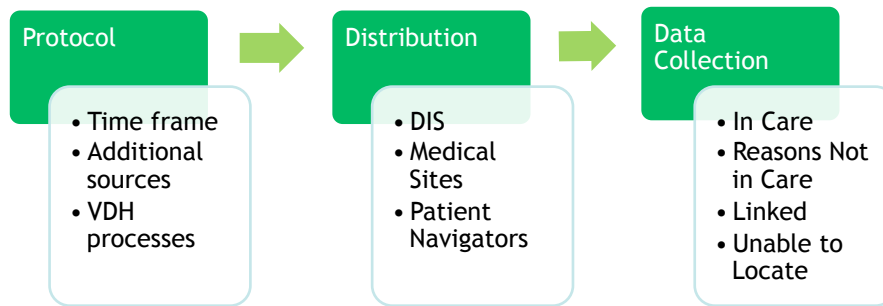 Protocol
• Time frame
• Additional
sources
• VDH
processes
Distribution
• DIS
• Medical
Sites
• Patient
Navigators
Data
Collection
• In Care
• Reasons Not
in Care
• Linked
• Unable to
Locate